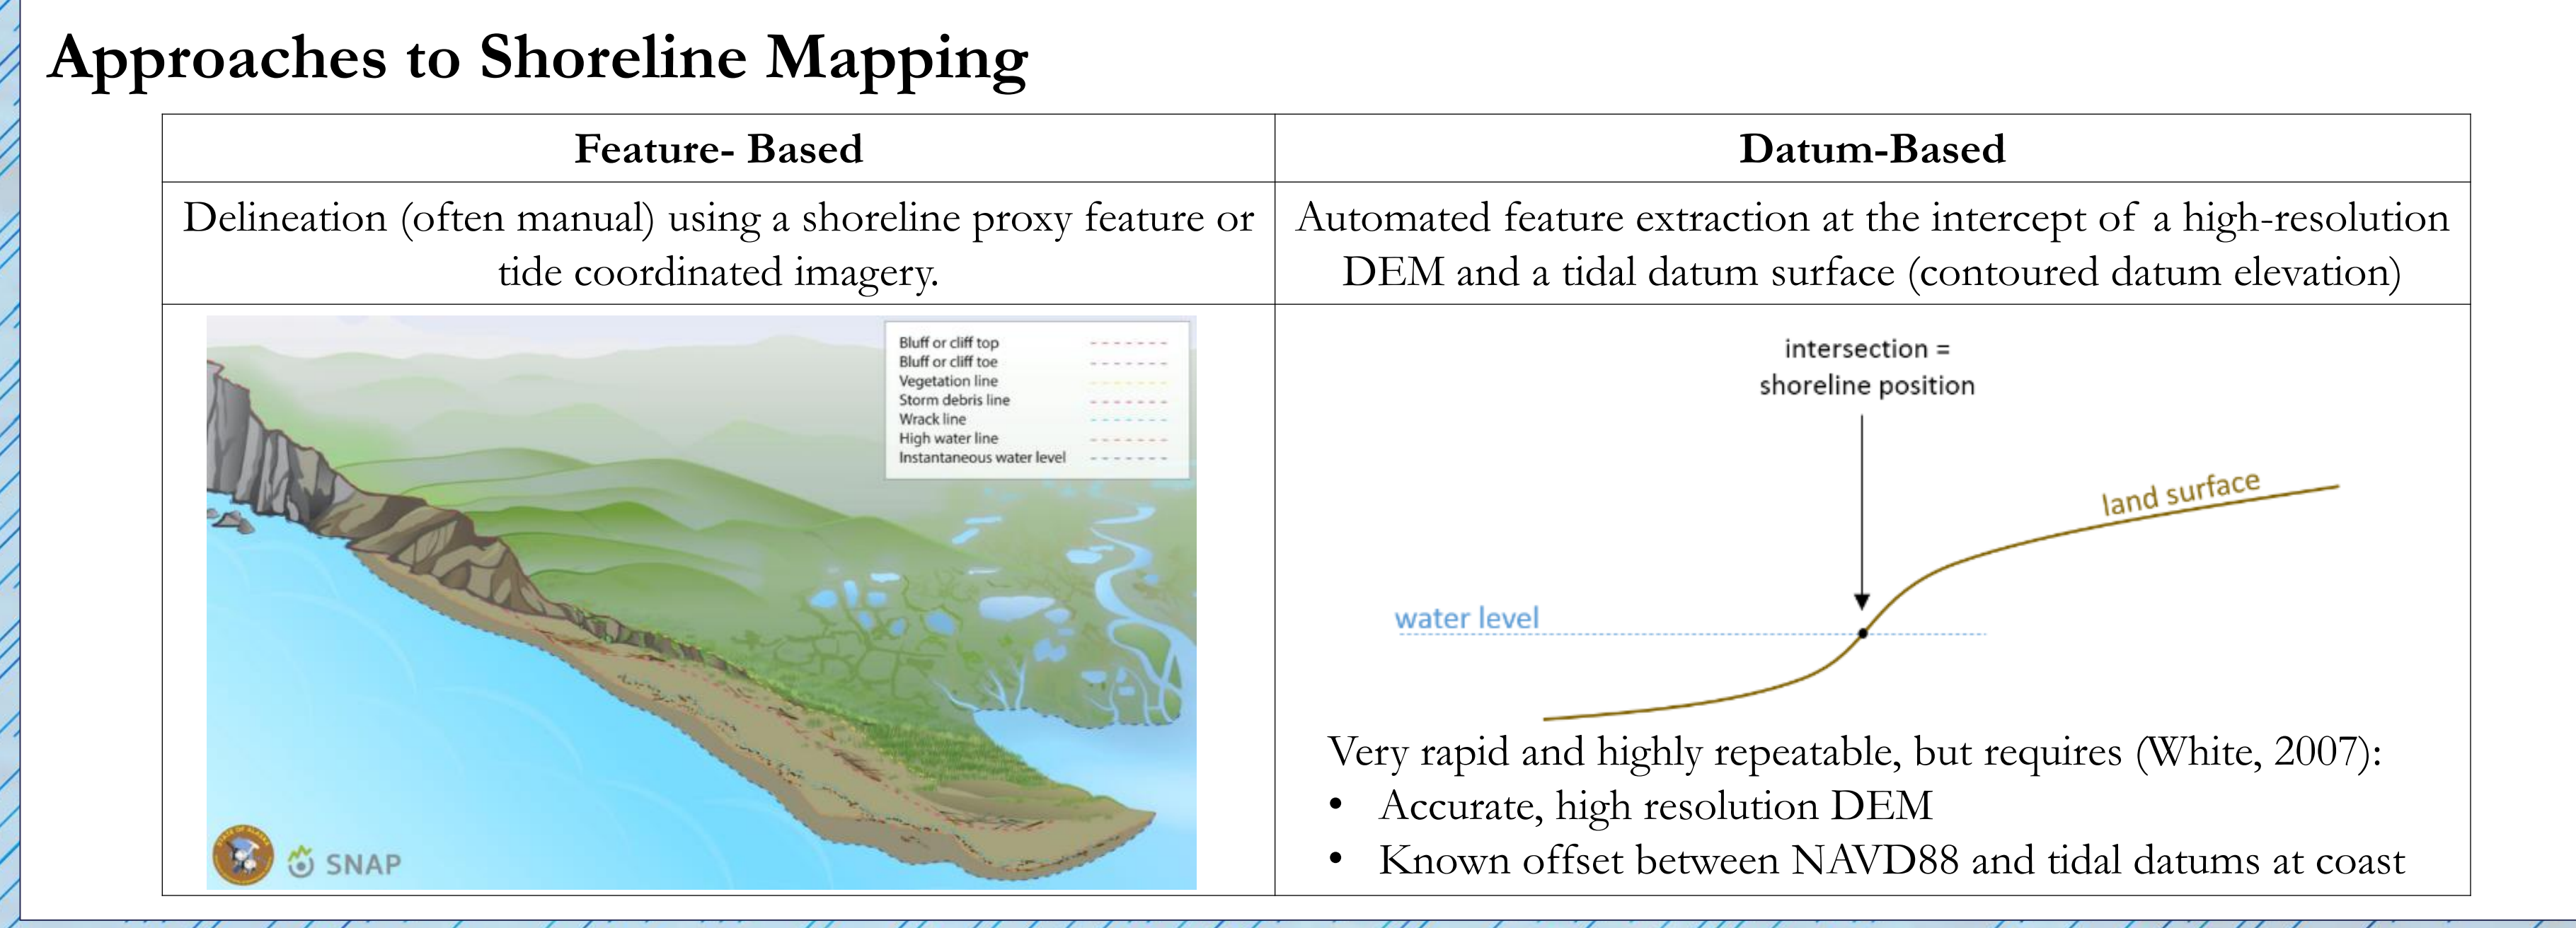 Approaches to Shoreline Mapping
Feature- Based
Datum-Based
Delineation (often manual) using a shoreline proxy feature or
tide coordinated imagery.
Automated feature extraction at the intercept of a high-resolution
DEM and a tidal datum surface (contoured datum elevation)
Bluff or cliff top
Bluff or cliff toe
Vegetation line
Storm debris line
Wrack line
High water line
Instantaneous water level
SNAP
intersection =
shoreline position
land surface
water level
Very rapid and highly repeatable, but requires (White, 2007):
• Accurate, high resolution DEM
• Known offset between NAVD88 and tidal datums at coast